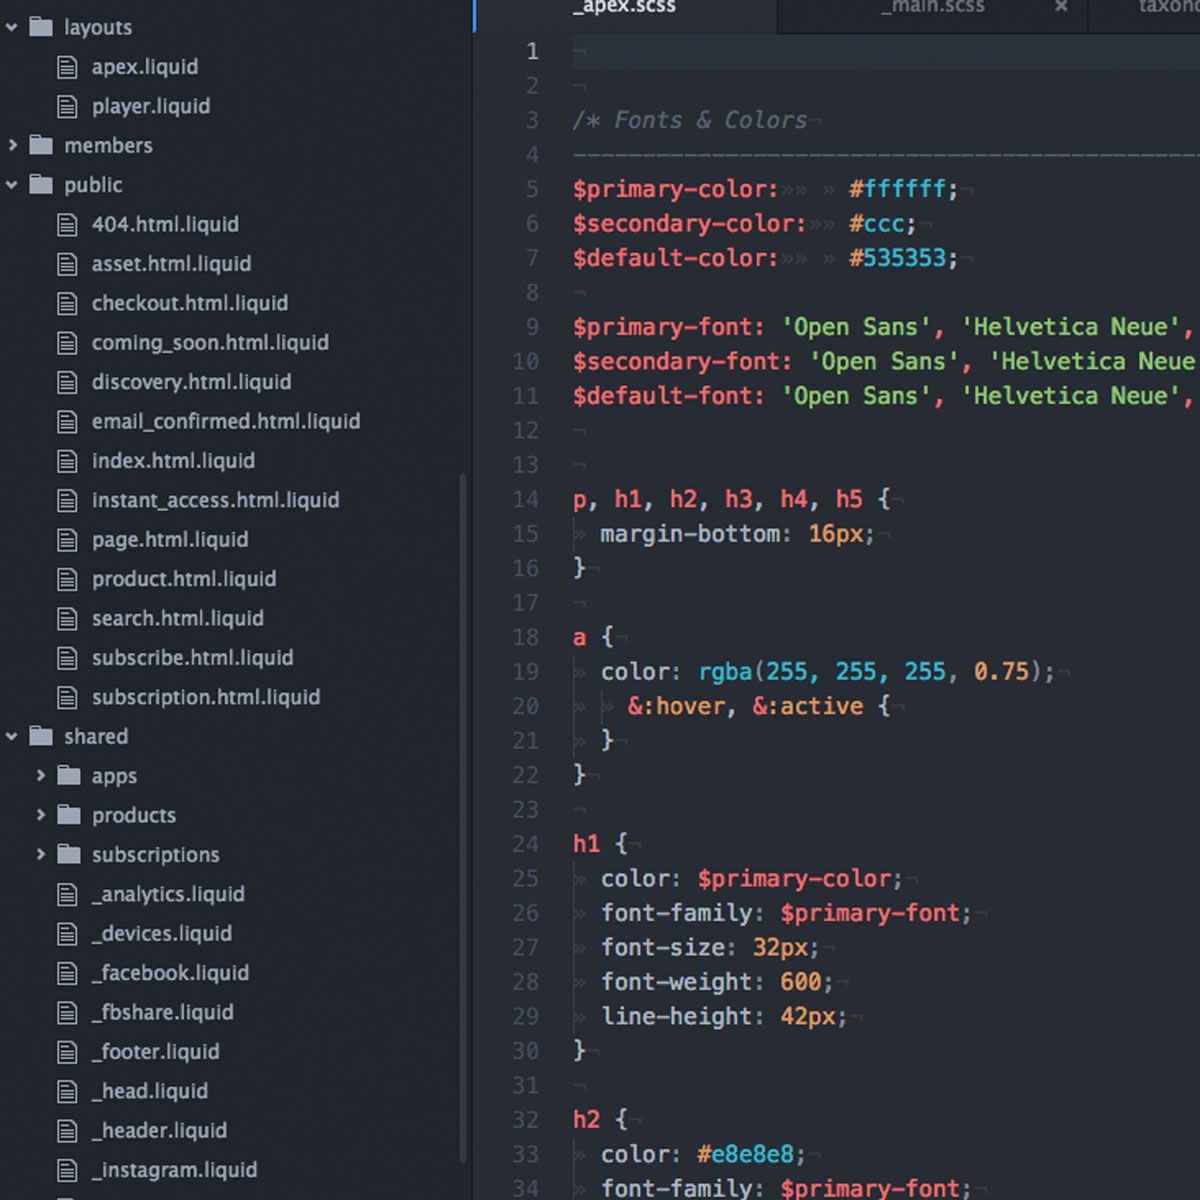 layouts
apex.liquid
player.liquid
members
public
404.html.liquid
asset.html.liquid
checkout.html.liquid
coming_soon.html.liquid
discovery.html.liquid
email_confirmed.html.liquid
index.html.liquid
instant_access.html.liquid
page.html.liquid
product.html.liquid
search.html.liquid
subscribe.html.liquid
subscription.html.liquid
shared
apps
products
subscriptions
_analytics.liquid
_devices.liquid
_facebook.liquid
_fbshare.liquid
_footer.liquid
_head.liquid
_header.liquid
_instagram.liquid
_apex.scss _main.scss × taxono
1
2
3 /* Fonts & Colors
4 ----------------------------------------------
5 $primary-color: #ffffff;
6 $secondary-color: #ccc;
7 $default-color: #535353;
8
9 $primary-font: 'Open Sans', 'Helvetica Neue',
10 $secondary-font: 'Open Sans', 'Helvetica Neue
11 $default-font: 'Open Sans', 'Helvetica Neue',
12
13
14 p, h1, h2, h3, h4, h5 {
15 margin-bottom: 16px;
16 }
17
18 a {
19 color: rgba(255, 255, 255, 0.75);
20 &:hover, &:active {
21 }
22 }
23
24 h1 {
25 color: $primary-color;
26 font-family: $primary-font;
27 font-size: 32px;
28 font-weight: 600;
29 line-height: 42px;
30 }
31
32 h2 {
33 color: #e8e8e8;
34 font-family: $primary-font;